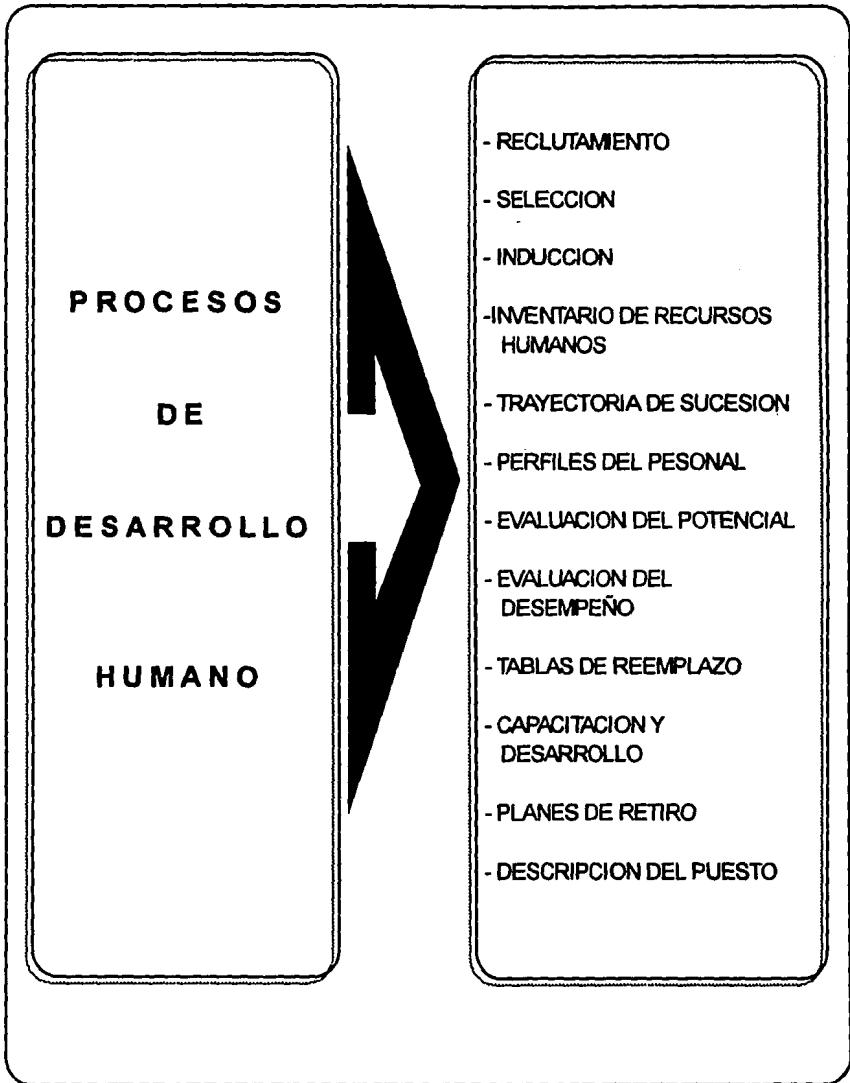 PROCESOS
DE
DESARROLLO
HUMANO
- RECLUTAMIENTO
- SELECCION
- INDUCCION
-INVENTARIO DE RECURSOS
HUMANOS
- TRAYECTORIA DE SUCESION
- PERFILES DEL PESONAL
- EVALUACION DEL POTENCIAL
- EVALUACION DEL
DESEMPEÑO
- TABLAS DE REEMPLAZO
- CAPACITACION Y
DESARROLLO
- PLANES DE RETIRO
- DESCRIPCION DEL PUESTO